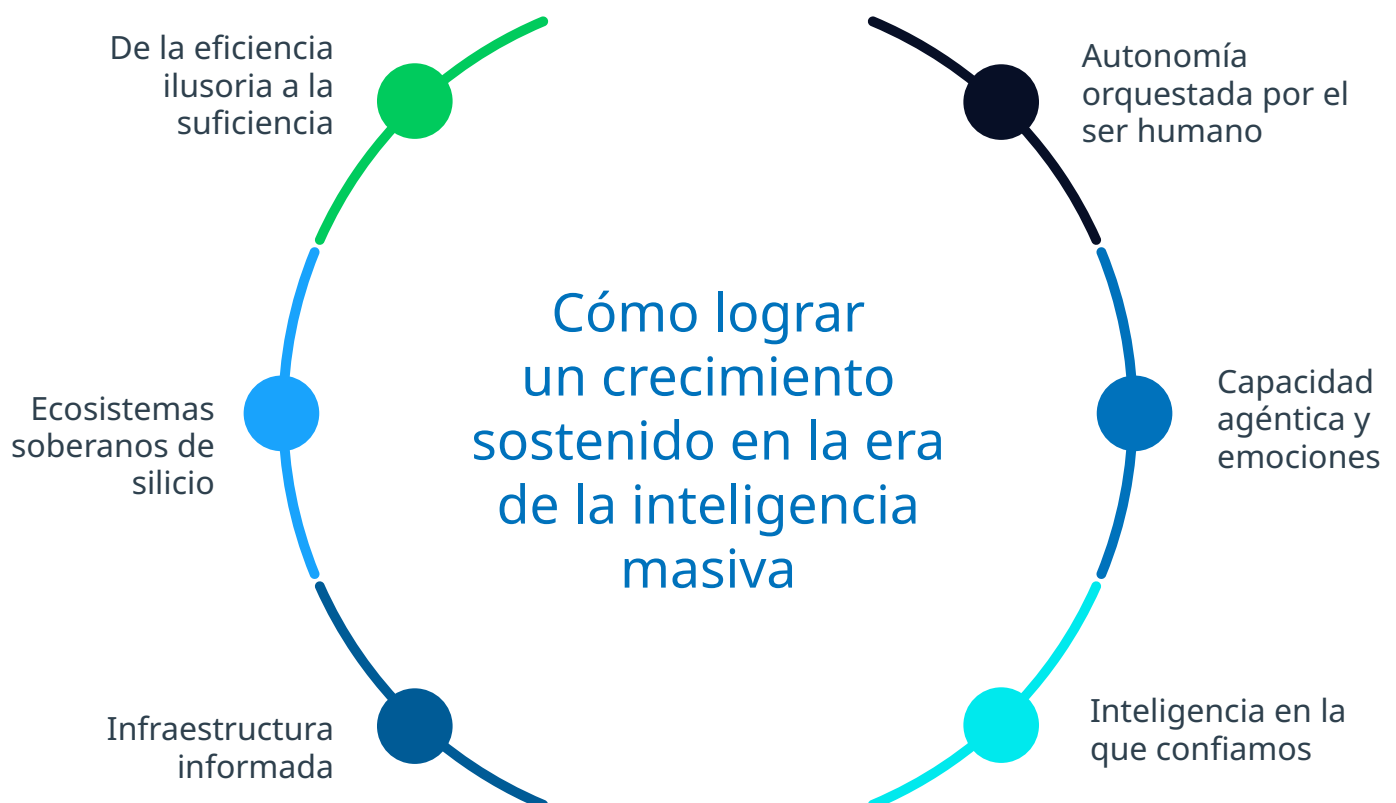 De la eficiencia
ilusoria a la
suficiencia
Autonomía
orquestada por el
ser humano
Cómo lograr
un crecimiento
sostenido en la era
de la inteligencia
masiva
Ecosistemas
soberanos de
silicio
Capacidad
agéntica y
emociones
Infraestructura
informada
Inteligencia en la
que confiamos